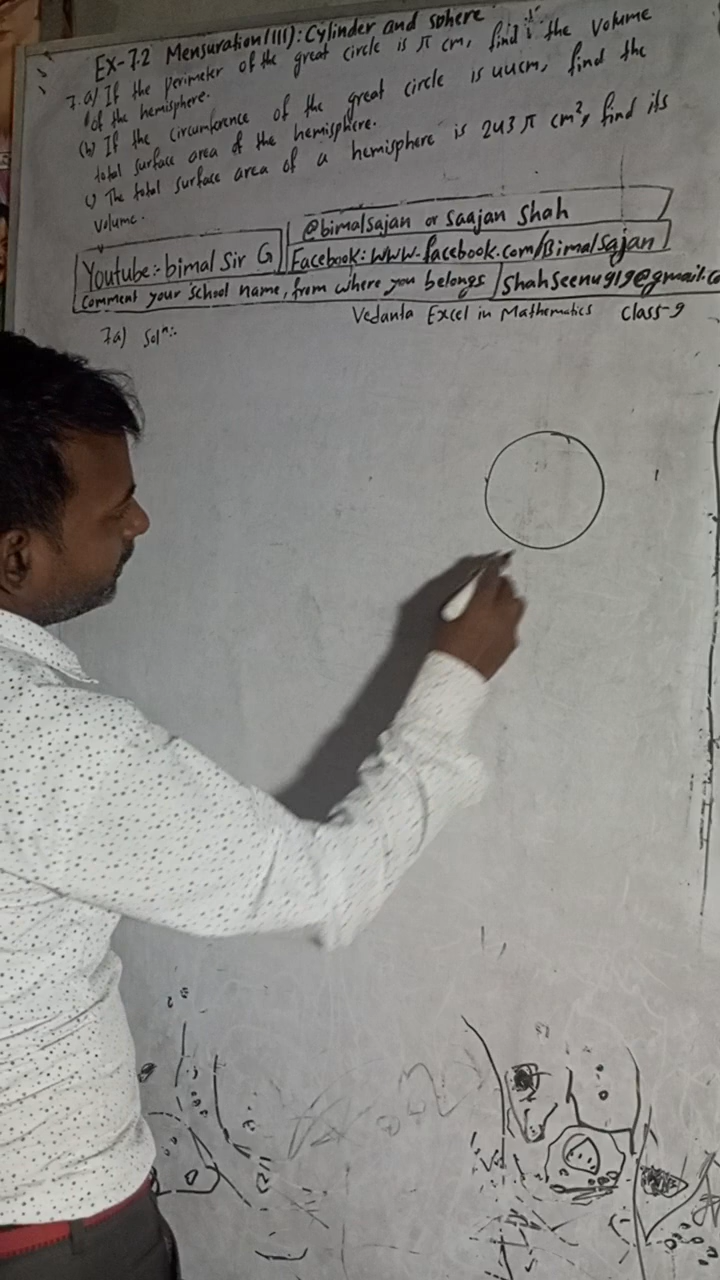 Ex-7.2 Mensuration(III): Cylinder and sphere
7.a) If the perimeter of the great circle is π cm, find the volume
of the hemisphere.
(b) If the circumference of the great circle is 44cm, find the
total surface area of the hemisphere.
c) The total surface area of a hemisphere is 243 π cm², find its
volume.
@bimalsajan or saajan shah
Youtube:- bimal sir G
Facebook: WWW.facebook.com/Bimalsajan
comment your school name, from where you belongs
shahseenu919@gmail.co
Vedanta Excel in Mathematics class-9
7a) Solⁿ:-